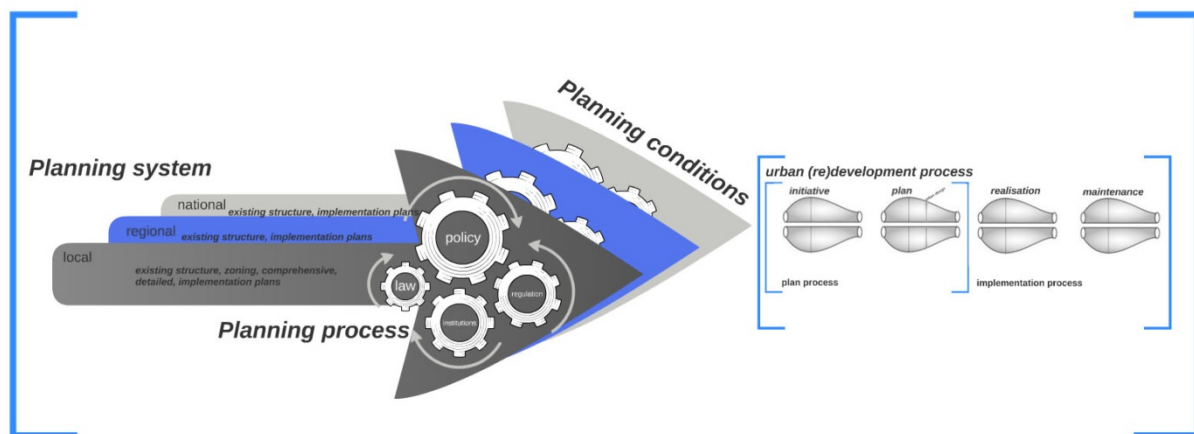 Planning conditions
Planning system
national
existing structure, implementation plans
regional
existing structure, implementation plans
local
existing structure, zoning, comprehensive,
detailed, implementation plans
policy
law
regulation
institutions
Planning process
urban (re)development process
initiative
plan
realisation
maintenance
plan process
implementation process